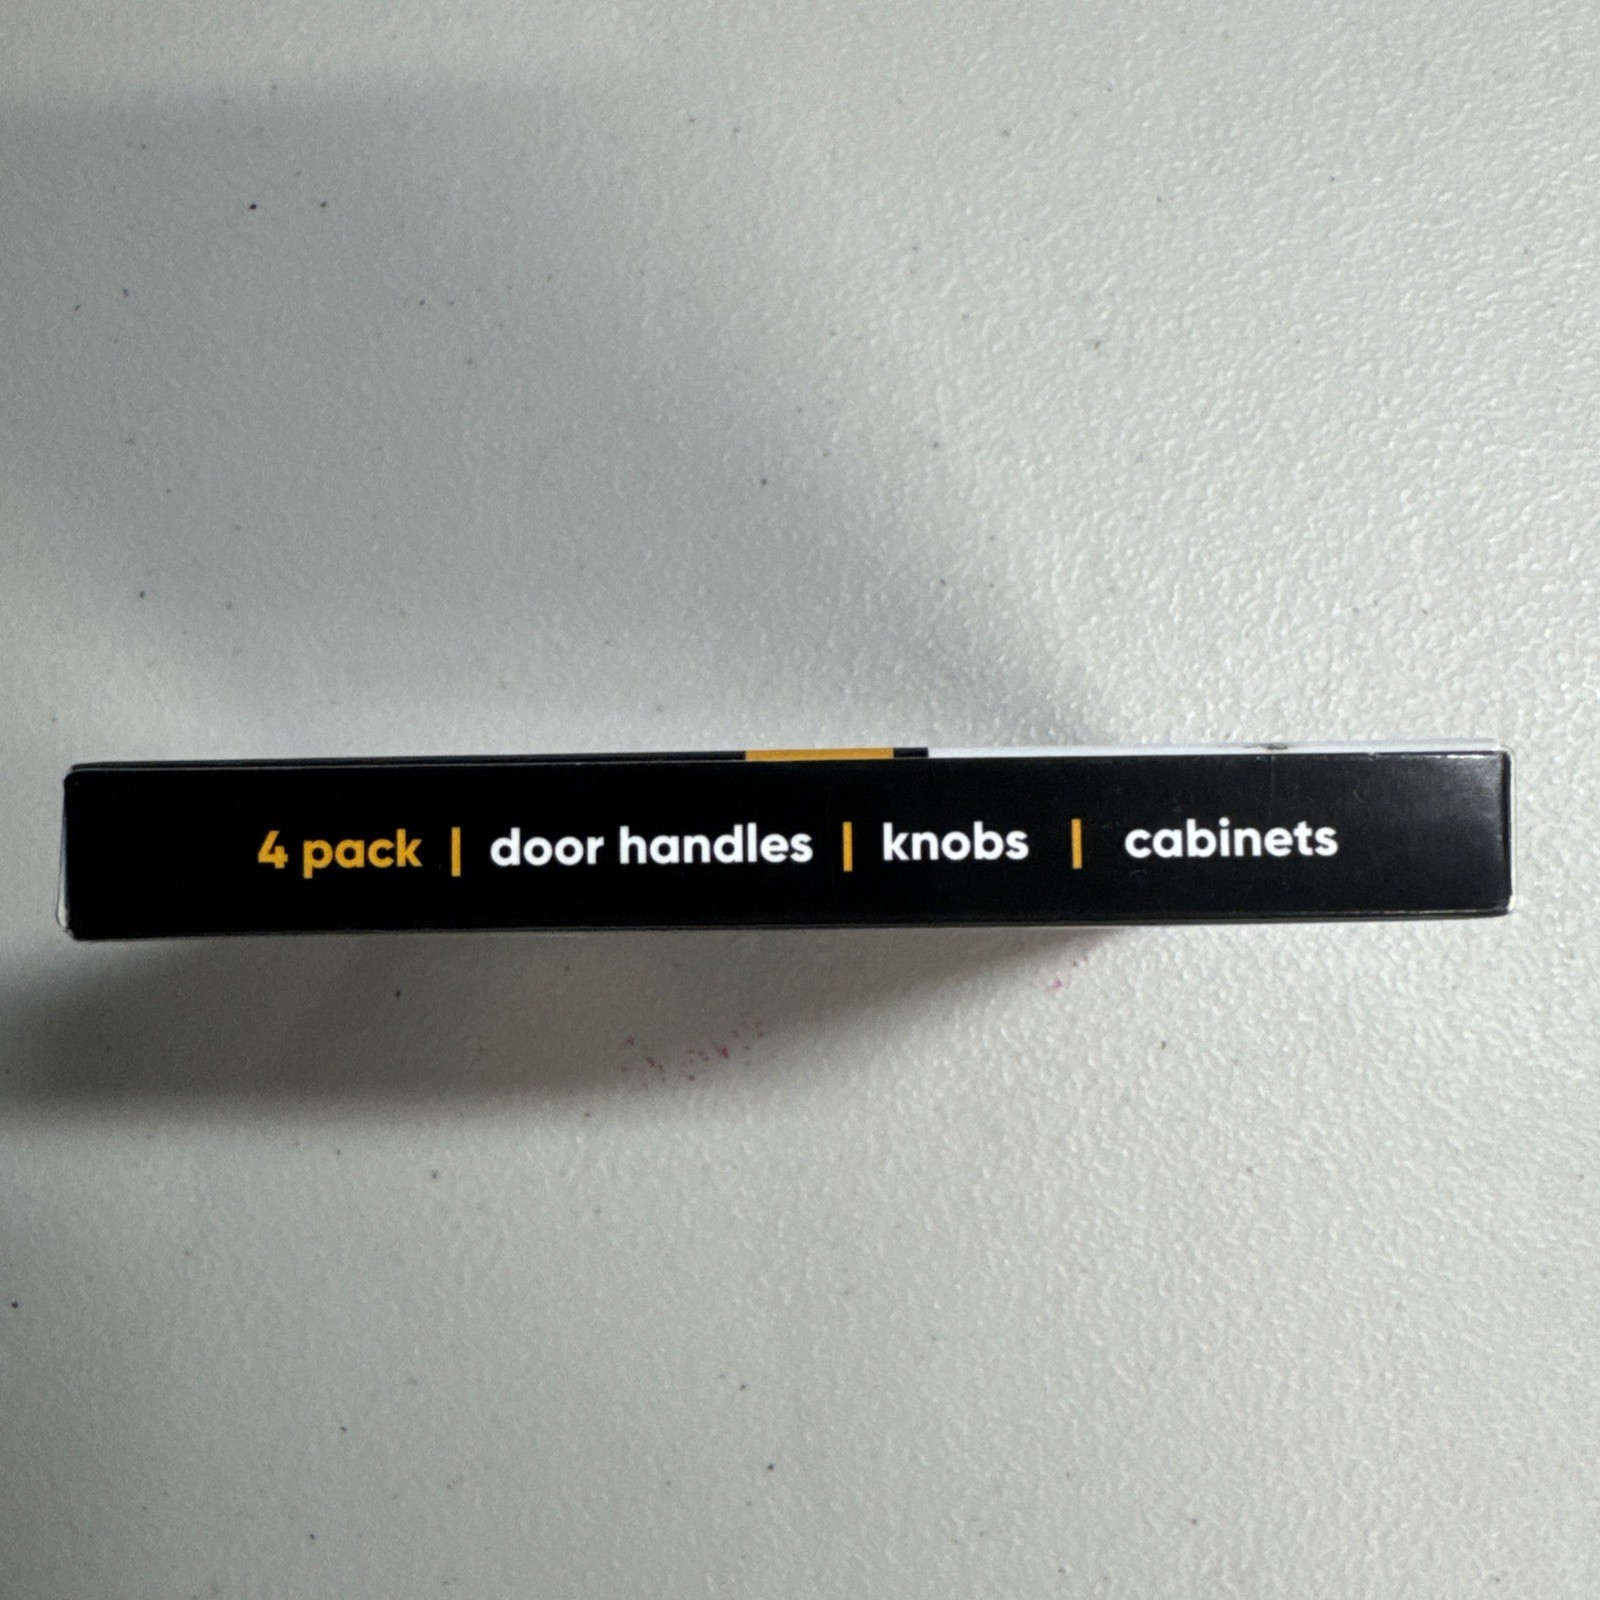 4 pack | door handles | knobs | cabinets